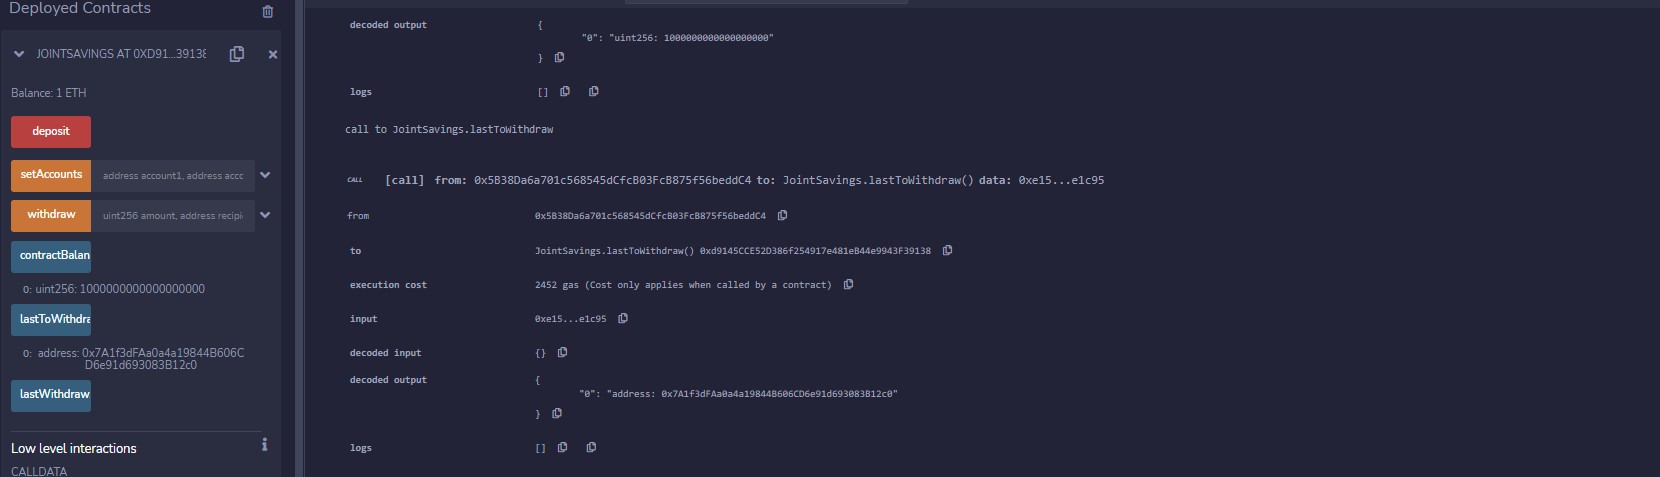 Deployed Contracts
JOINTSAVINGS AT 0XD91...39138
Balance: 1 ETH
deposit
setAccounts address account1, address acco
withdraw uint256 amount, address recipi
contractBalan
0: uint256: 1000000000000000000
lastToWithdra
0: address: 0x7A1f3dFAa0a4a19844B606C
D6e91d693083B12c0
lastWithdraw
Low level interactions
CALLDATA
decoded output {
"0": "uint256: 1000000000000000000"
}
logs []
call to JointSavings.lastToWithdraw
CALL [call] from: 0x5B38Da6a701c568545dCfcB03FcB875f56beddC4 to: JointSavings.lastToWithdraw() data: 0xe15...e1c95
from 0x5B38Da6a701c568545dCfcB03FcB875f56beddC4
to JointSavings.lastToWithdraw() 0xd9145CCE52D386f254917e481eB44e9943F39138
execution cost 2452 gas (Cost only applies when called by a contract)
input 0xe15...e1c95
decoded input {}
decoded output {
"0": "address: 0x7A1f3dFAa0a4a19844B606CD6e91d693083B12c0"
}
logs []